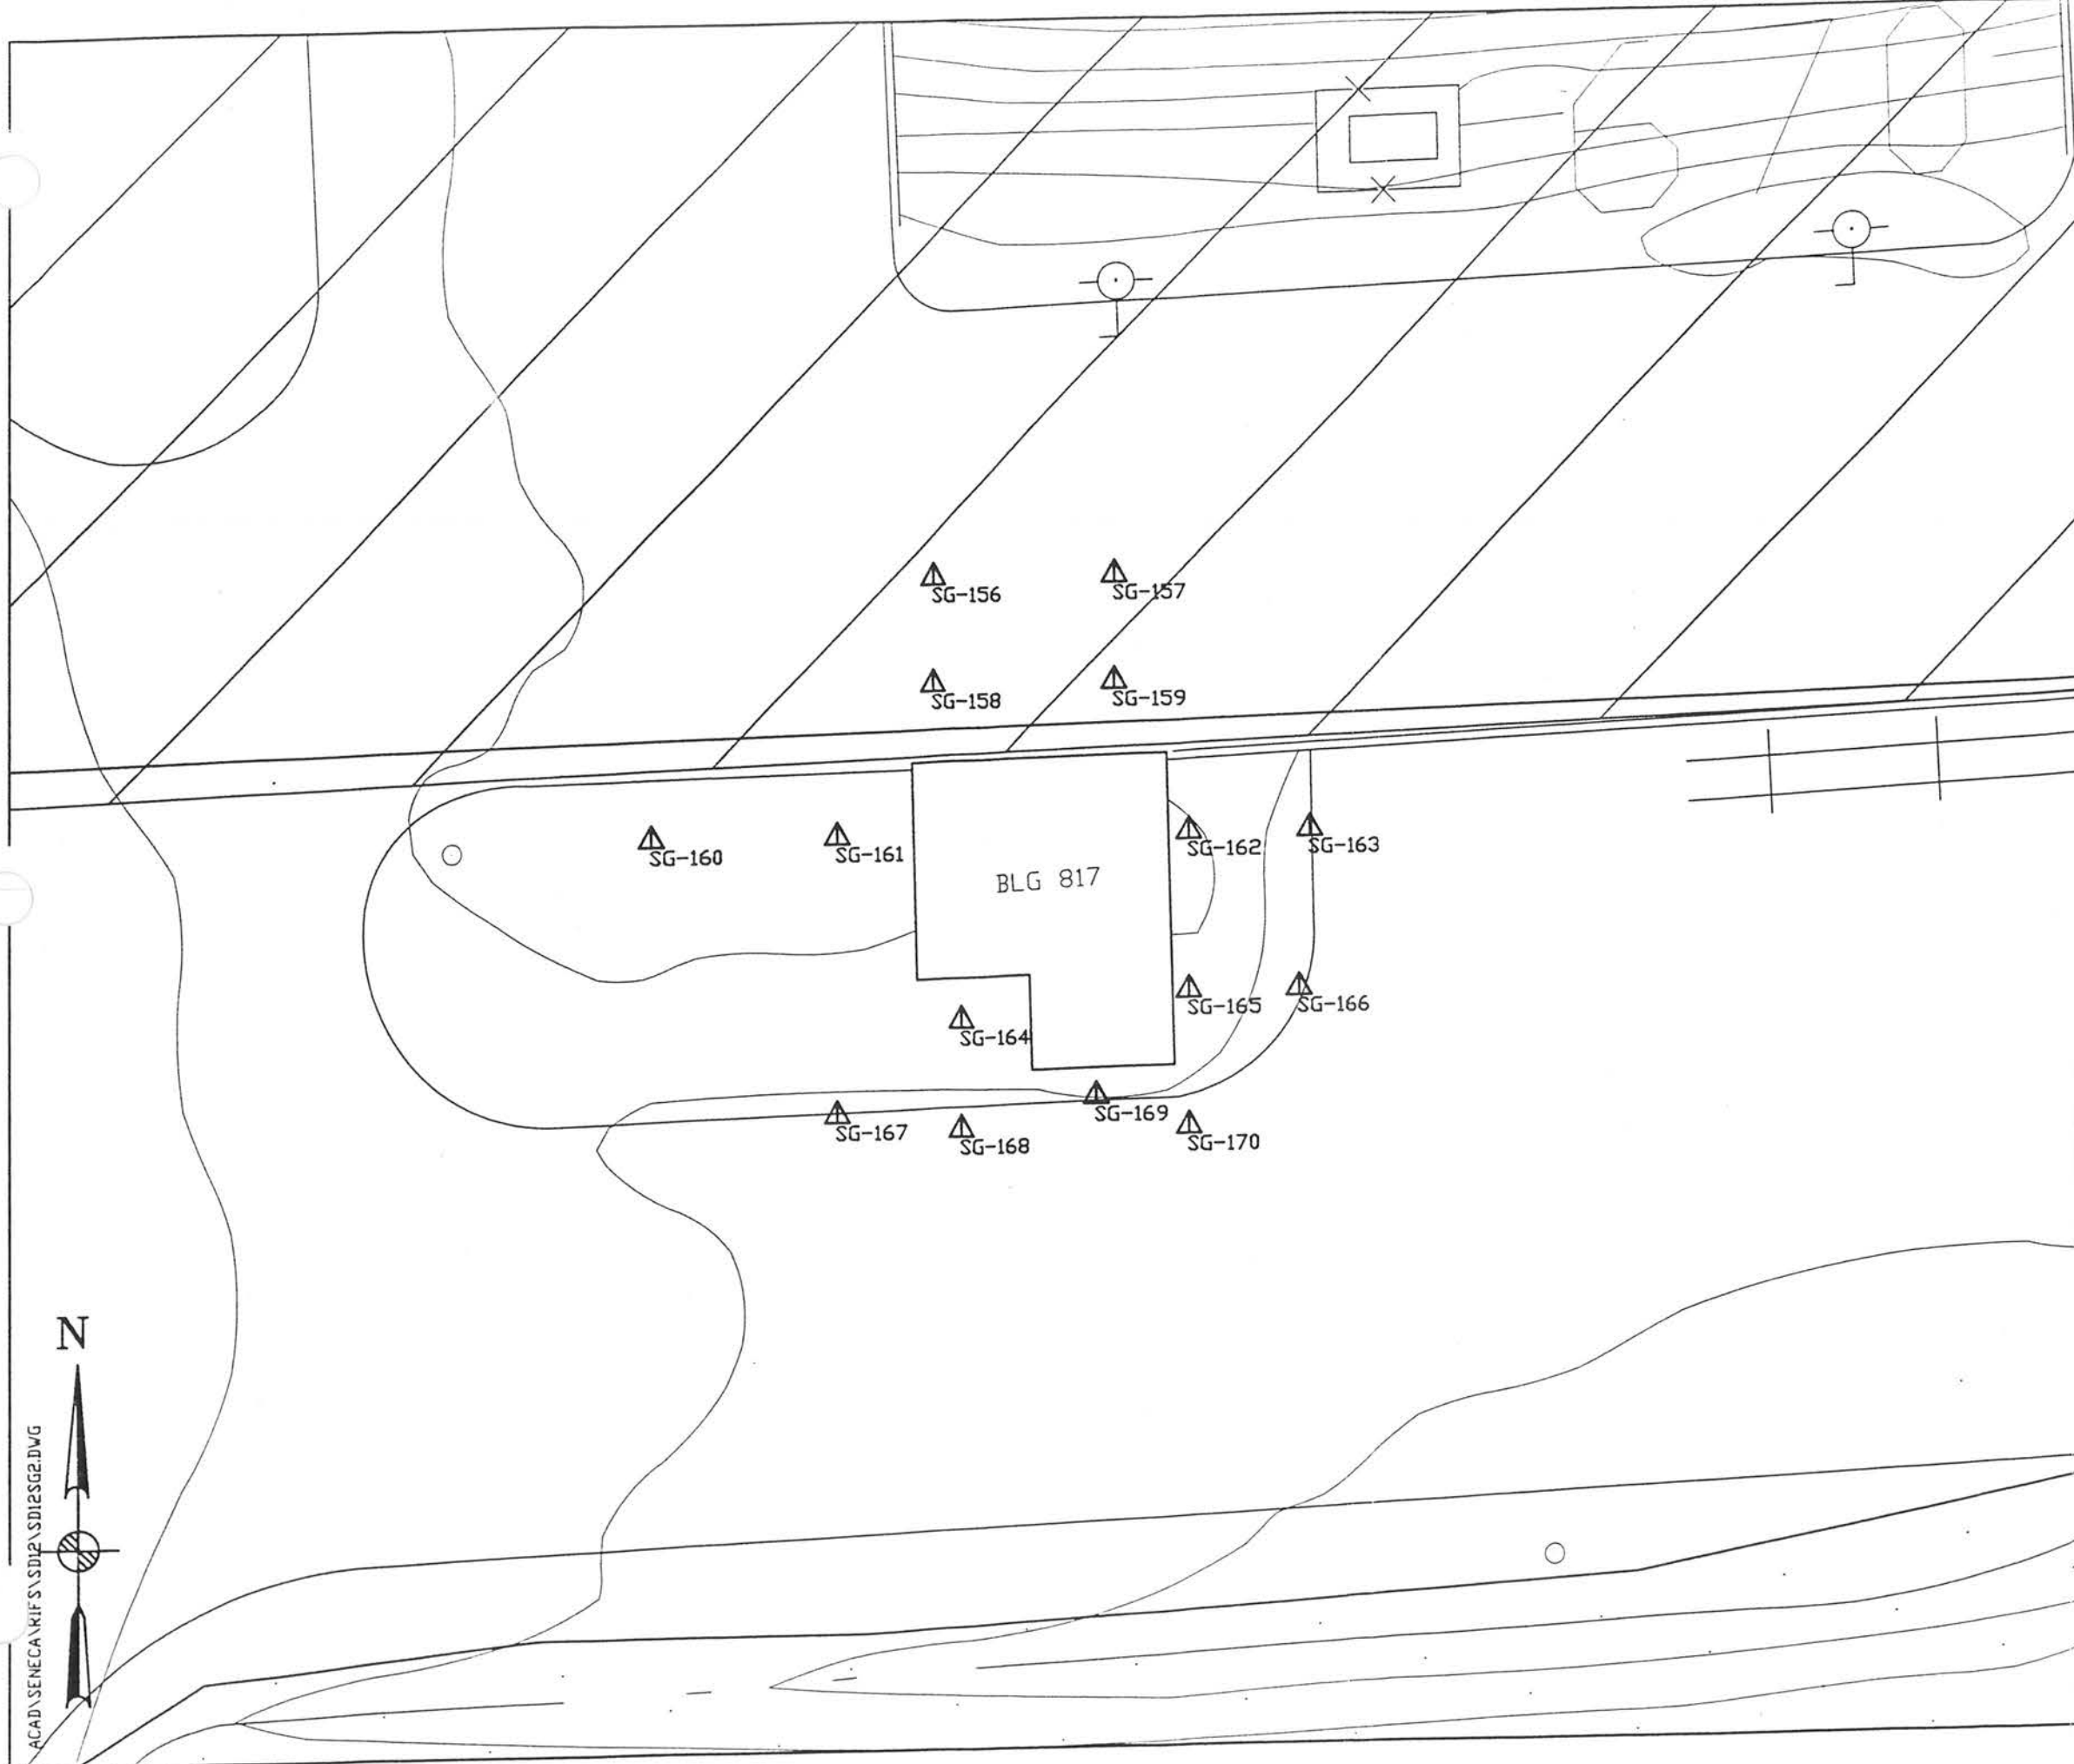 SG-156
SG-157
SG-158
SG-159
SG-160
SG-161
SG-162
SG-163
BLG 817
SG-164
SG-165
SG-166
SG-167
SG-168
SG-169
SG-170
N
ACAD\SENECA\RIFS\SD12\SD12SG2.DWG